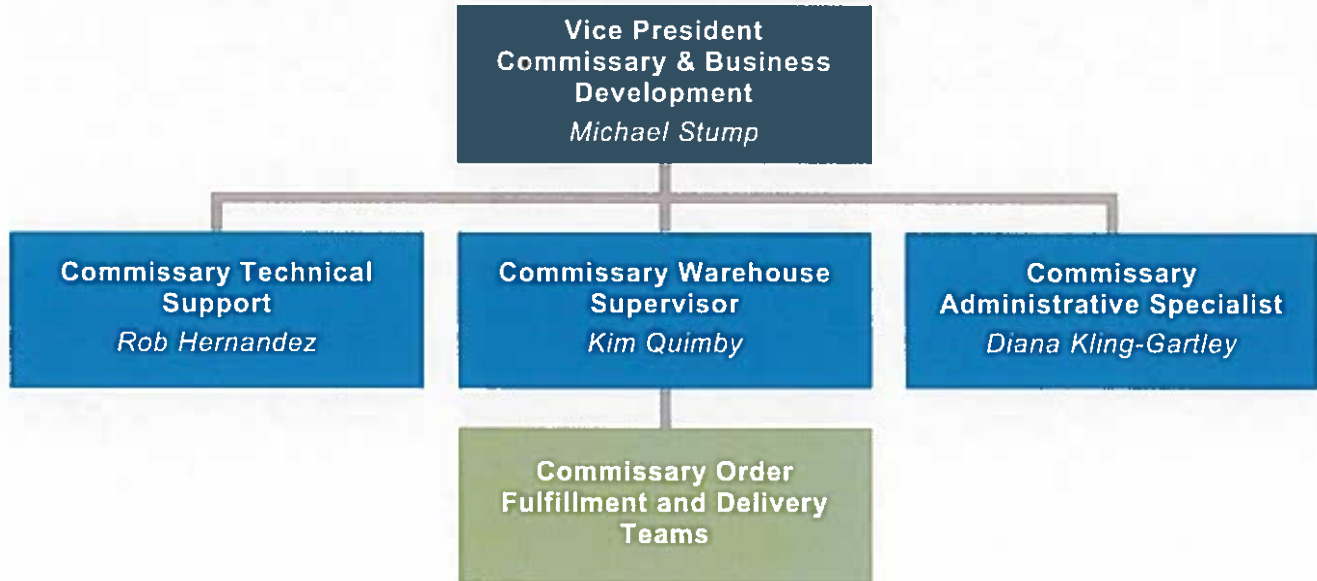 Vice President
Commissary & Business
Development
Michael Stump
Commissary Technical
Support
Rob Hernandez
Commissary Warehouse
Supervisor
Kim Quimby
Commissary
Administrative Specialist
Diana Kling-Gartley
Commissary Order
Fulfillment and Delivery
Teams